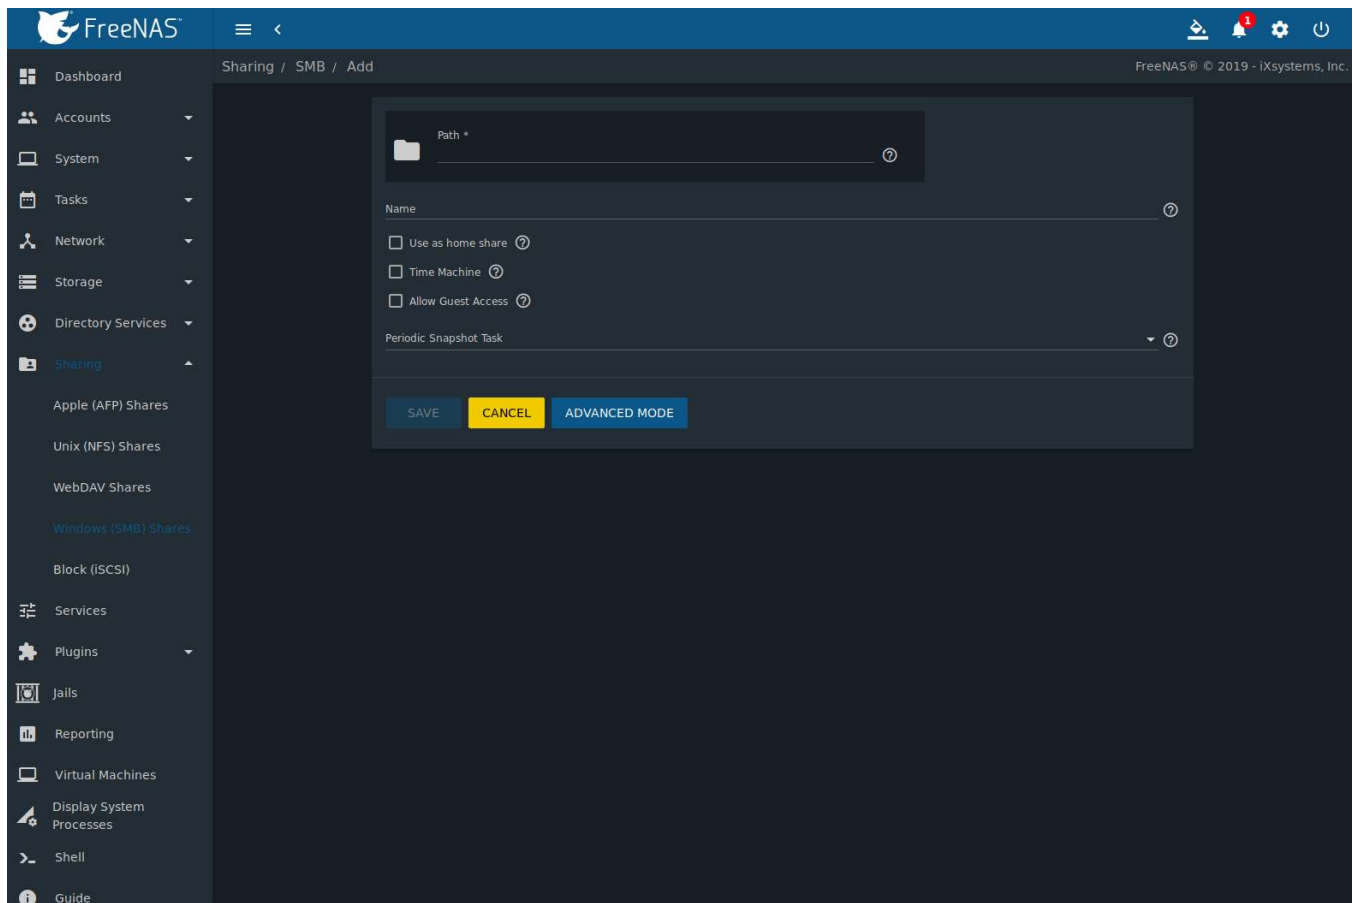 FreeNAS™
1
Sharing / SMB / Add
FreeNAS® © 2019 - iXsystems, Inc.
Dashboard
Accounts
System
Tasks
Network
Storage
Directory Services
Sharing
Apple (AFP) Shares
Unix (NFS) Shares
WebDAV Shares
Windows (SMB) Shares
Block (iSCSI)
Services
Plugins
Jails
Reporting
Virtual Machines
Display System
Processes
Shell
Guide
Path *
Name
Use as home share
Time Machine
Allow Guest Access
Periodic Snapshot Task
SAVE CANCEL ADVANCED MODE